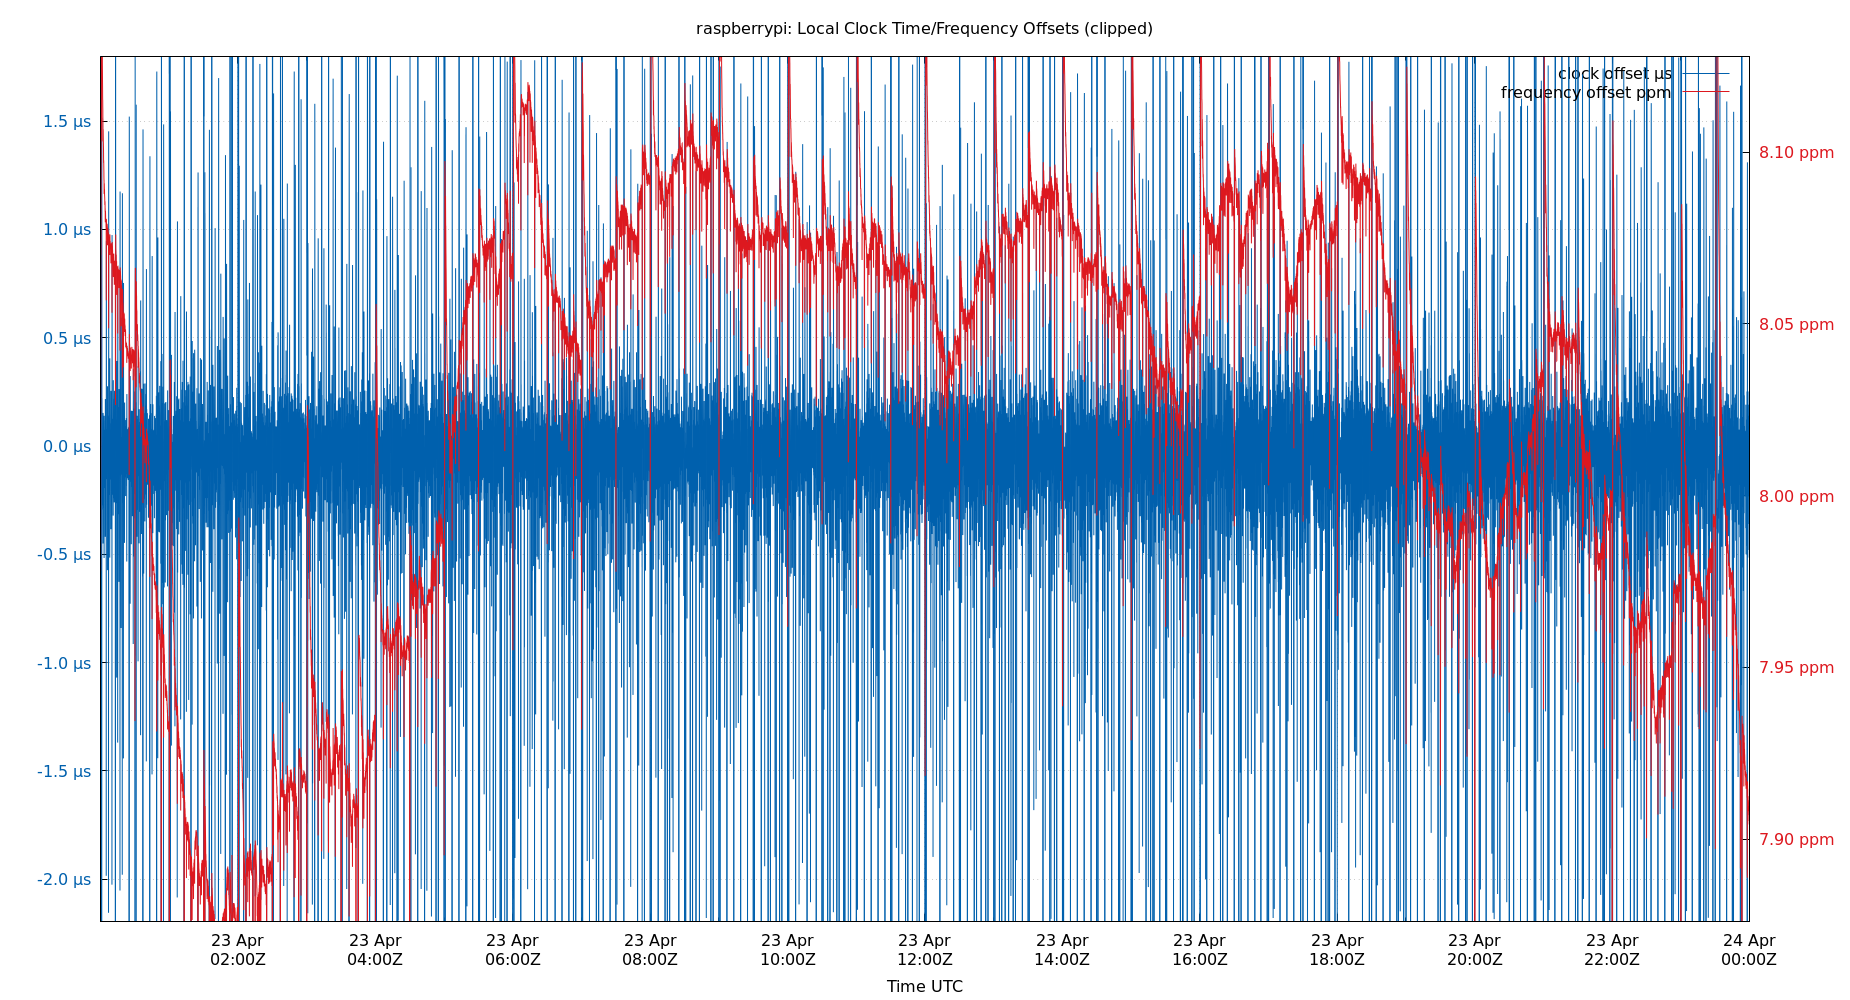 raspberrypi: Local Clock Time/Frequency Offsets (clipped)
clock offset µs
frequency offset ppm
1.5 µs
1.0 µs
0.5 µs
0.0 µs
-0.5 µs
-1.0 µs
-1.5 µs
-2.0 µs
8.10 ppm
8.05 ppm
8.00 ppm
7.95 ppm
7.90 ppm
23 Apr 23 Apr 23 Apr 23 Apr 23 Apr 23 Apr 23 Apr 23 Apr 23 Apr 23 Apr 23 Apr 24 Apr
02:00Z 04:00Z 06:00Z 08:00Z 10:00Z 12:00Z 14:00Z 16:00Z 18:00Z 20:00Z 22:00Z 00:00Z
Time UTC